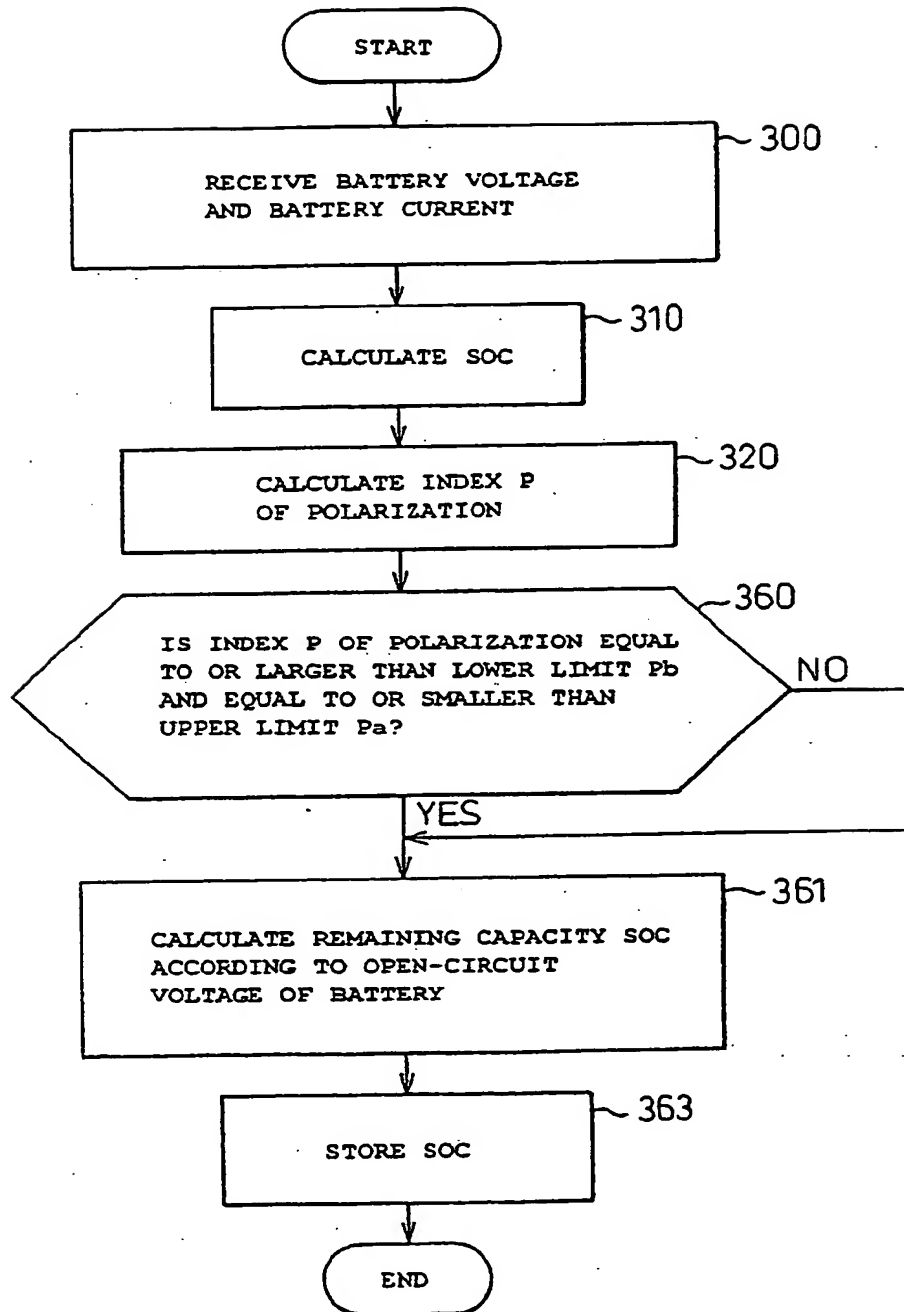 START
300
RECEIVE BATTERY VOLTAGE
AND BATTERY CURRENT
310
CALCULATE SOC
320
CALCULATE INDEX P
OF POLARIZATION
360
IS INDEX P OF POLARIZATION EQUAL
TO OR LARGER THAN LOWER LIMIT Pb
AND EQUAL TO OR SMALLER THAN
UPPER LIMIT Pa?
NO
YES
361
CALCULATE REMAINING CAPACITY SOC
ACCORDING TO OPEN-CIRCUIT
VOLTAGE OF BATTERY
363
STORE SOC
END